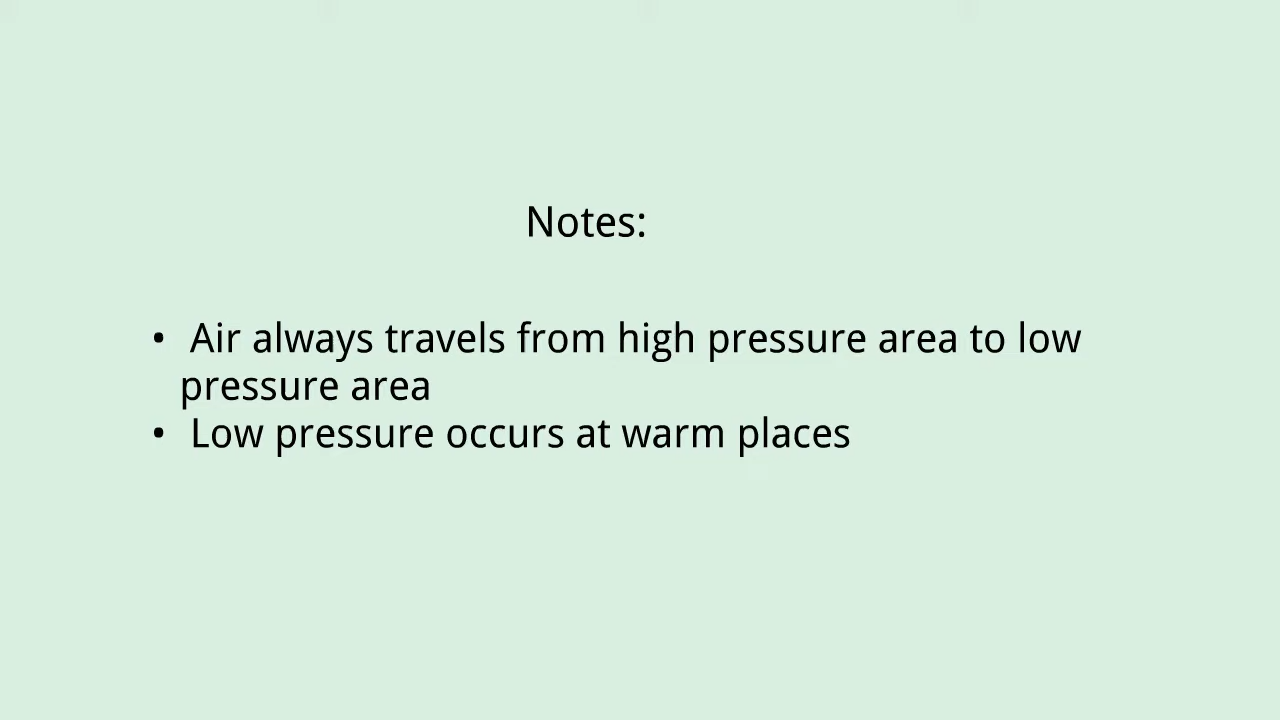 Notes:
• Air always travels from high pressure area to low
pressure area
• Low pressure occurs at warm places